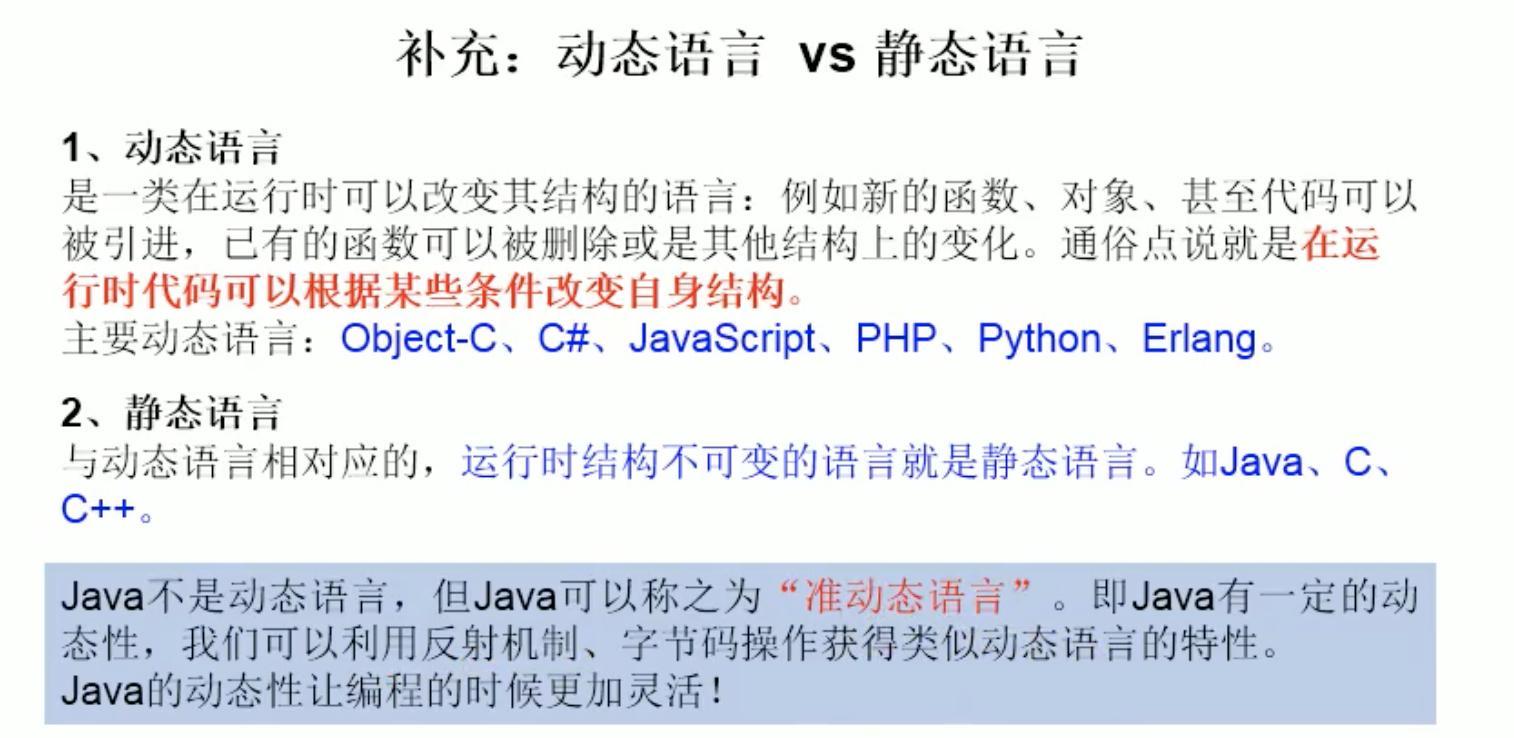 补充：动态语言 vs 静态语言
1、动态语言
是一类在运行时可以改变其结构的语言：例如新的函数、对象、甚至代码可以
被引进，已有的函数可以被删除或是其他结构上的变化。通俗点说就是在运
行时代码可以根据某些条件改变自身结构。
主要动态语言：Object-C、C#、JavaScript、PHP、Python、Erlang。
2、静态语言
与动态语言相对应的，运行时结构不可变的语言就是静态语言。如Java、C、
C++。
Java不是动态语言，但Java可以称之为“准动态语言”。即Java有一定的动
态性，我们可以利用反射机制、字节码操作获得类似动态语言的特性。
Java的动态性让编程的时候更加灵活！